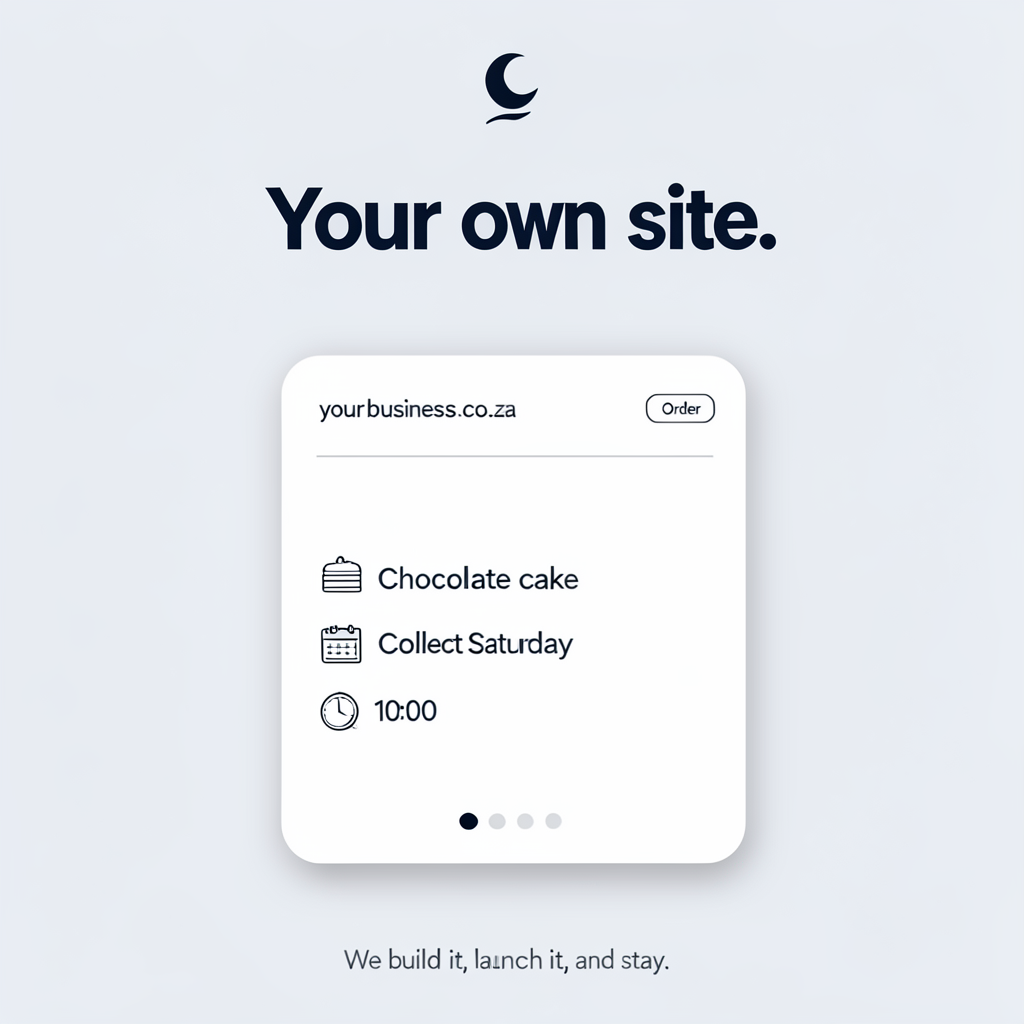 Your own site.
yourbusiness.co.za
Order
Chocolate cake
Collect Saturday
10:00
We build it, launch it, and stay.